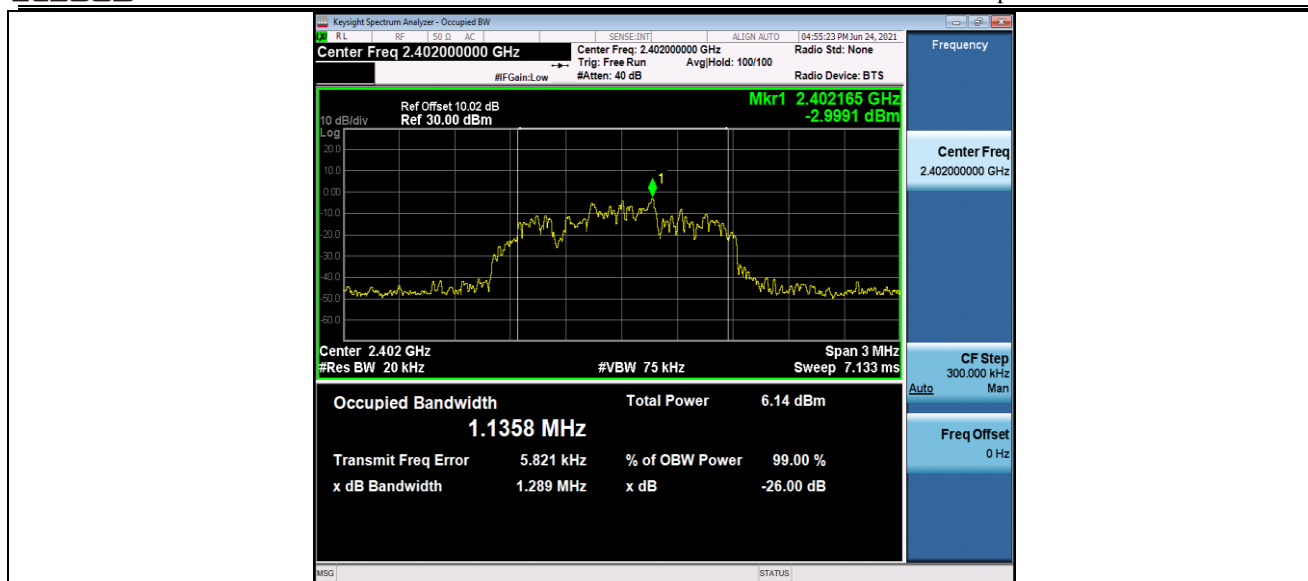 Keysight Spectrum Analyzer - Occupied BW
LXI RL RF 50 Ω AC SENSE:INT ALIGN AUTO 04:55:23 PM Jun 24, 2021
Center Freq 2.402000000 GHz
Center Freq: 2.402000000 GHz Radio Std: None
Trig: Free Run Avg|Hold: 100/100
#IFGain:Low #Atten: 40 dB Radio Device: BTS
Frequency
Mkr1 2.402165 GHz
-2.9991 dBm
Ref Offset 10.02 dB
10 dB/div Ref 30.00 dBm
Log
20.0
10.0
0.00
-10.0
-20.0
-30.0
-40.0
-50.0
-60.0
1
Center 2.402 GHz Span 3 MHz
#Res BW 20 kHz #VBW 75 kHz Sweep 7.133 ms
Occupied Bandwidth Total Power 6.14 dBm
1.1358 MHz
Transmit Freq Error 5.821 kHz % of OBW Power 99.00 %
x dB Bandwidth 1.289 MHz x dB -26.00 dB
Center Freq
2.402000000 GHz
CF Step
300.000 kHz
Auto Man
Freq Offset
0 Hz
MSG STATUS